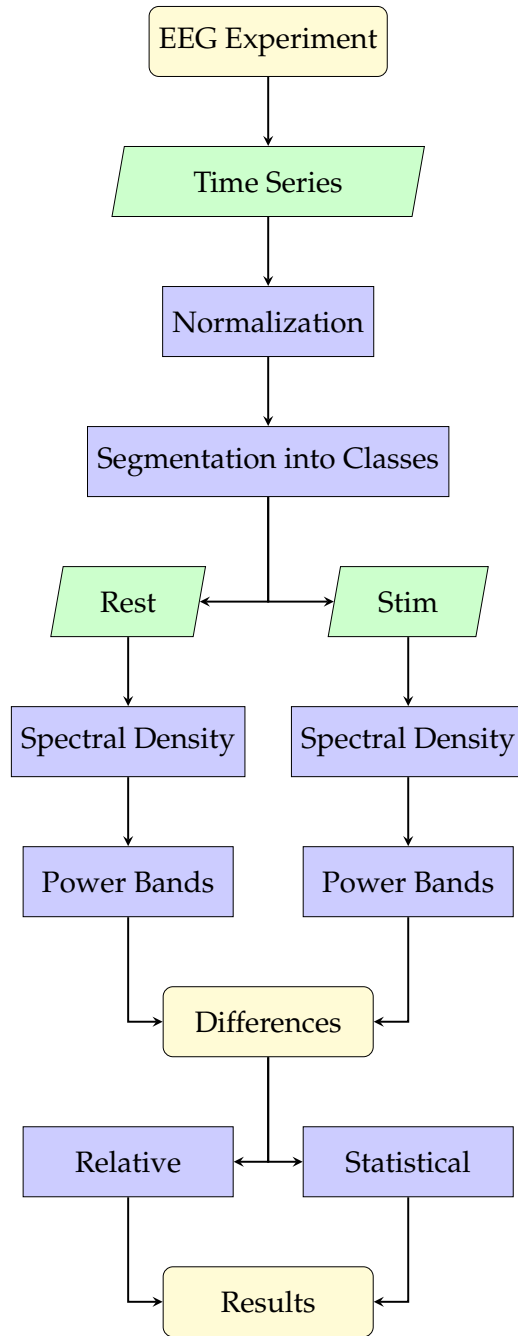 EEG Experiment
Time Series
Normalization
Segmentation into Classes
Rest
Stim
Spectral Density
Spectral Density
Power Bands
Power Bands
Differences
Relative
Statistical
Results